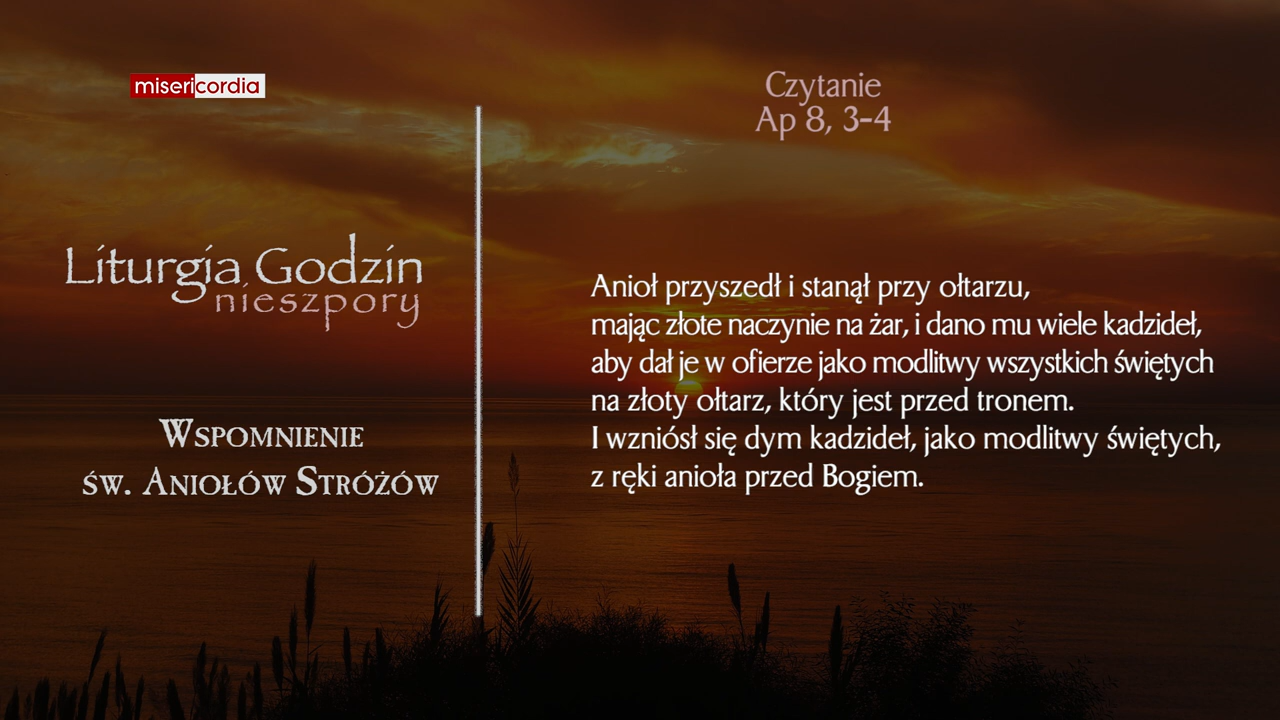 misericordia
Liturgia Godzin
nieszpory
Wspomnienie
św. Aniołów Stróżów
Czytanie
Ap 8, 3-4
Anioł przyszedł i stanął przy ołtarzu,
mając złote naczynie na żar, i dano mu wiele kadzideł,
aby dał je w ofierze jako modlitwy wszystkich świętych
na złoty ołtarz, który jest przed tronem.
I wzniósł się dym kadzideł, jako modlitwy świętych,
z ręki anioła przed Bogiem.